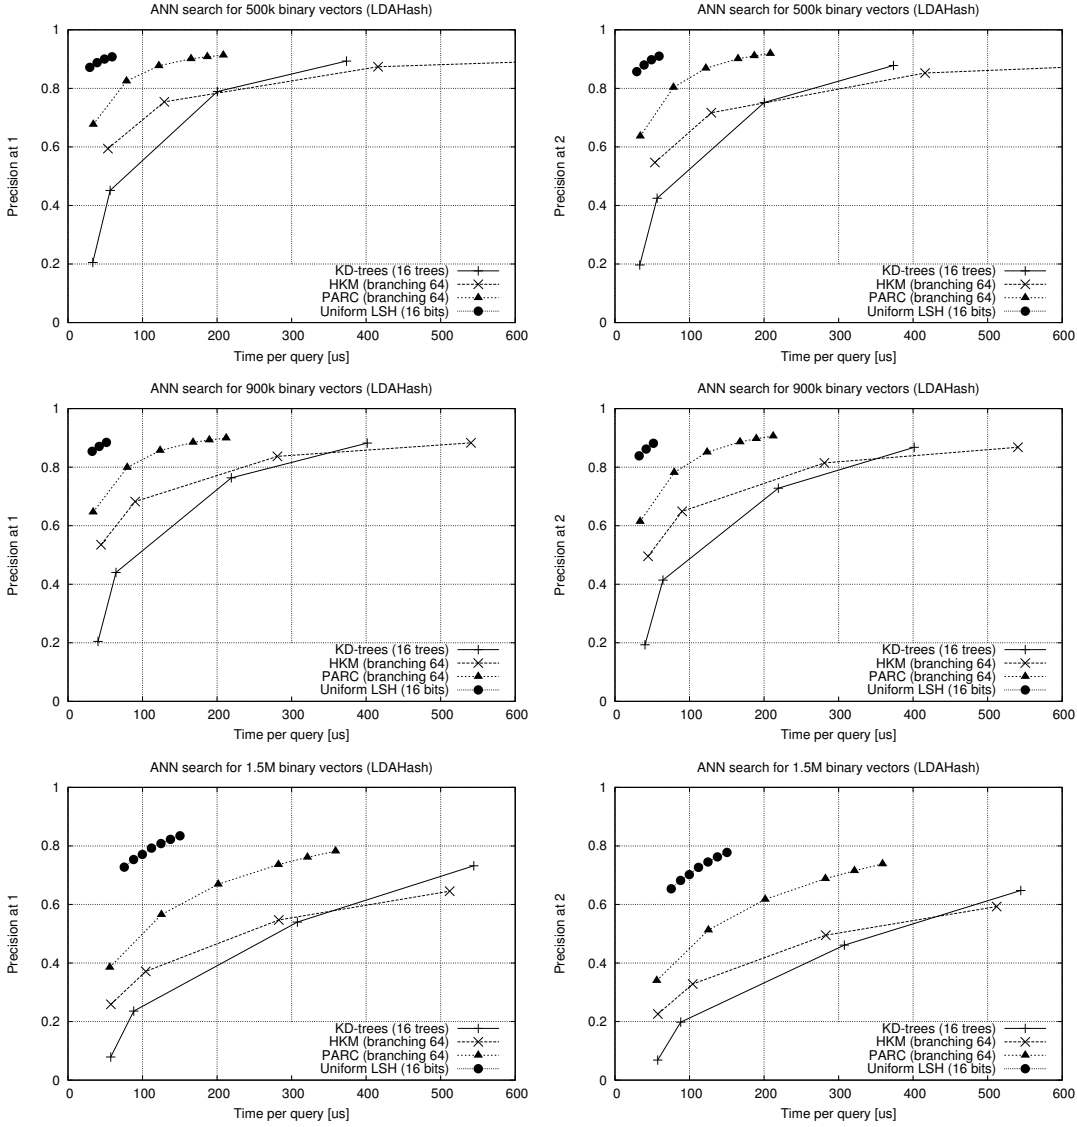 ANN search for 500k binary vectors (LDAHash)
1
0.8
0.6
0.4
0.2
0
Precision at 1
KD-trees (16 trees)
HKM (branching 64)
PARC (branching 64)
Uniform LSH (16 bits)
0 100 200 300 400 500 600
Time per query [us]
ANN search for 500k binary vectors (LDAHash)
1
0.8
0.6
0.4
0.2
0
Precision at 2
KD-trees (16 trees)
HKM (branching 64)
PARC (branching 64)
Uniform LSH (16 bits)
0 100 200 300 400 500 600
Time per query [us]
ANN search for 900k binary vectors (LDAHash)
1
0.8
0.6
0.4
0.2
0
Precision at 1
KD-trees (16 trees)
HKM (branching 64)
PARC (branching 64)
Uniform LSH (16 bits)
0 100 200 300 400 500 600
Time per query [us]
ANN search for 900k binary vectors (LDAHash)
1
0.8
0.6
0.4
0.2
0
Precision at 2
KD-trees (16 trees)
HKM (branching 64)
PARC (branching 64)
Uniform LSH (16 bits)
0 100 200 300 400 500 600
Time per query [us]
ANN search for 1.5M binary vectors (LDAHash)
1
0.8
0.6
0.4
0.2
0
Precision at 1
KD-trees (16 trees)
HKM (branching 64)
PARC (branching 64)
Uniform LSH (16 bits)
0 100 200 300 400 500 600
Time per query [us]
ANN search for 1.5M binary vectors (LDAHash)
1
0.8
0.6
0.4
0.2
0
Precision at 2
KD-trees (16 trees)
HKM (branching 64)
PARC (branching 64)
Uniform LSH (16 bits)
0 100 200 300 400 500 600
Time per query [us]